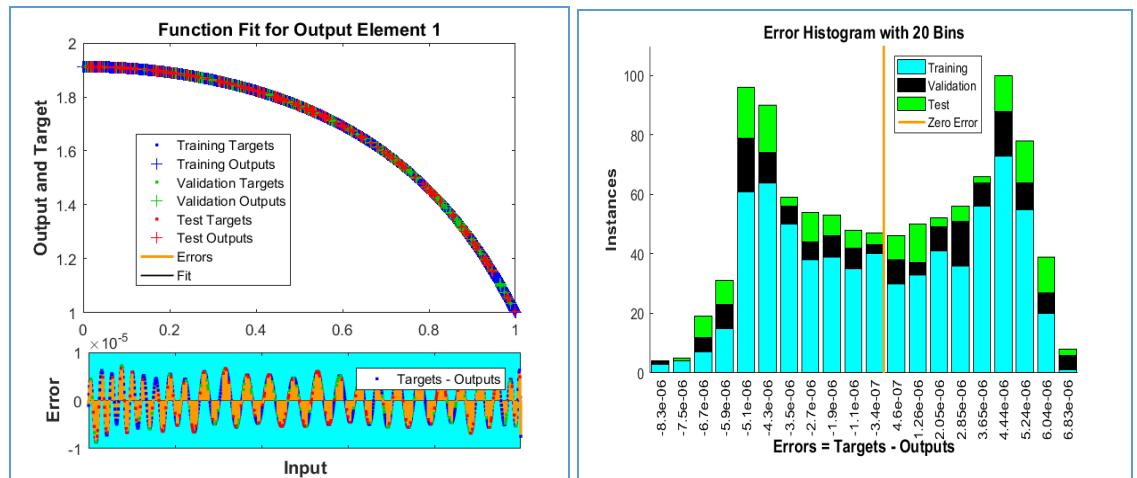 Function Fit for Output Element 1
Output and Target
2
1.8
1.6
1.4
1.2
1
Training Targets
Training Outputs
Validation Targets
Validation Outputs
Test Targets
Test Outputs
Errors
Fit
0 0.2 0.4 0.6 0.8 1
×10^-5
Error
1
0
-1
Targets - Outputs
Input
Error Histogram with 20 Bins
Instances
100
80
60
40
20
0
Training
Validation
Test
Zero Error
-8.3e-06
-7.5e-06
-6.7e-06
-5.9e-06
-5.1e-06
-4.3e-06
-3.5e-06
-2.7e-06
-1.9e-06
-1.1e-06
-3.4e-07
4.6e-07
1.26e-06
2.05e-06
2.85e-06
3.65e-06
4.44e-06
5.24e-06
6.04e-06
6.83e-06
Errors = Targets - Outputs